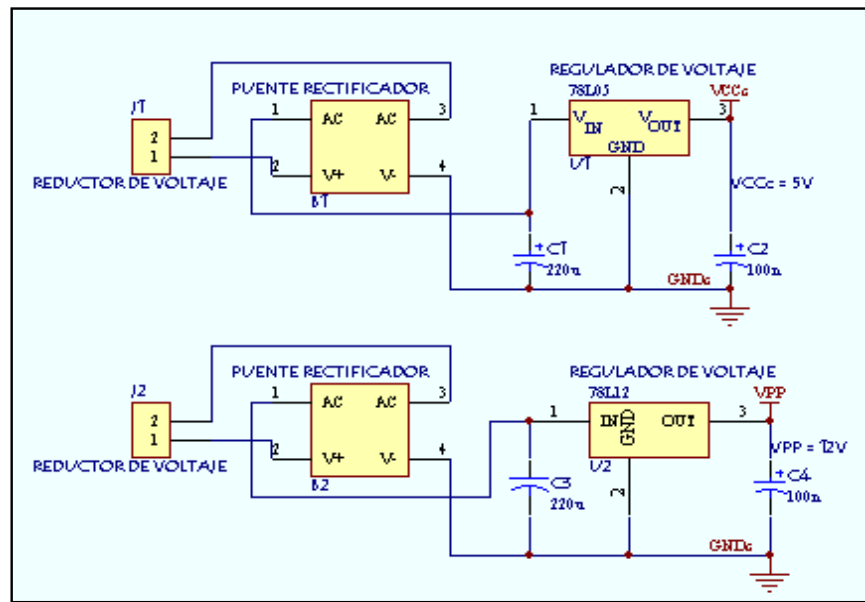 REGULADOR DE VOLTAJE
PUENTE RECTIFICADOR
78L05
VCCc
J1
2
1
1
AC
AC
3
2
V+
V-
4
B1
1
V IN
V OUT
3
GND
U1
2
REDUCTOR DE VOLTAJE
VCCc = 5V
C1
220u
C2
100n
GNDc
PUENTE RECTIFICADOR
REGULADOR DE VOLTAJE
78L12
VPP
J2
2
1
1
AC
AC
3
2
V+
V-
4
B2
1
IN
GND
OUT
3
U2
2
REDUCTOR DE VOLTAJE
VPP = 12V
C3
220u
C4
100n
GNDc